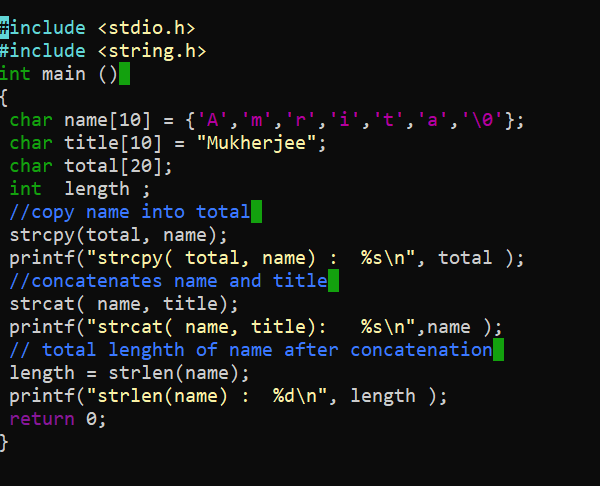 #include <stdio.h>
#include <string.h>
int main ()
{
 char name[10] = {'A','m','r','i','t','a','\0'};
 char title[10] = "Mukherjee";
 char total[20];
 int  length ;
 //copy name into total
 strcpy(total, name);
 printf("strcpy( total, name) :  %s\n", total );
 //concatenates name and title
 strcat( name, title);
 printf("strcat( name, title):   %s\n",name );
 // total lenghth of name after concatenation
 length = strlen(name);
 printf("strlen(name) :  %d\n", length );
 return 0;
}